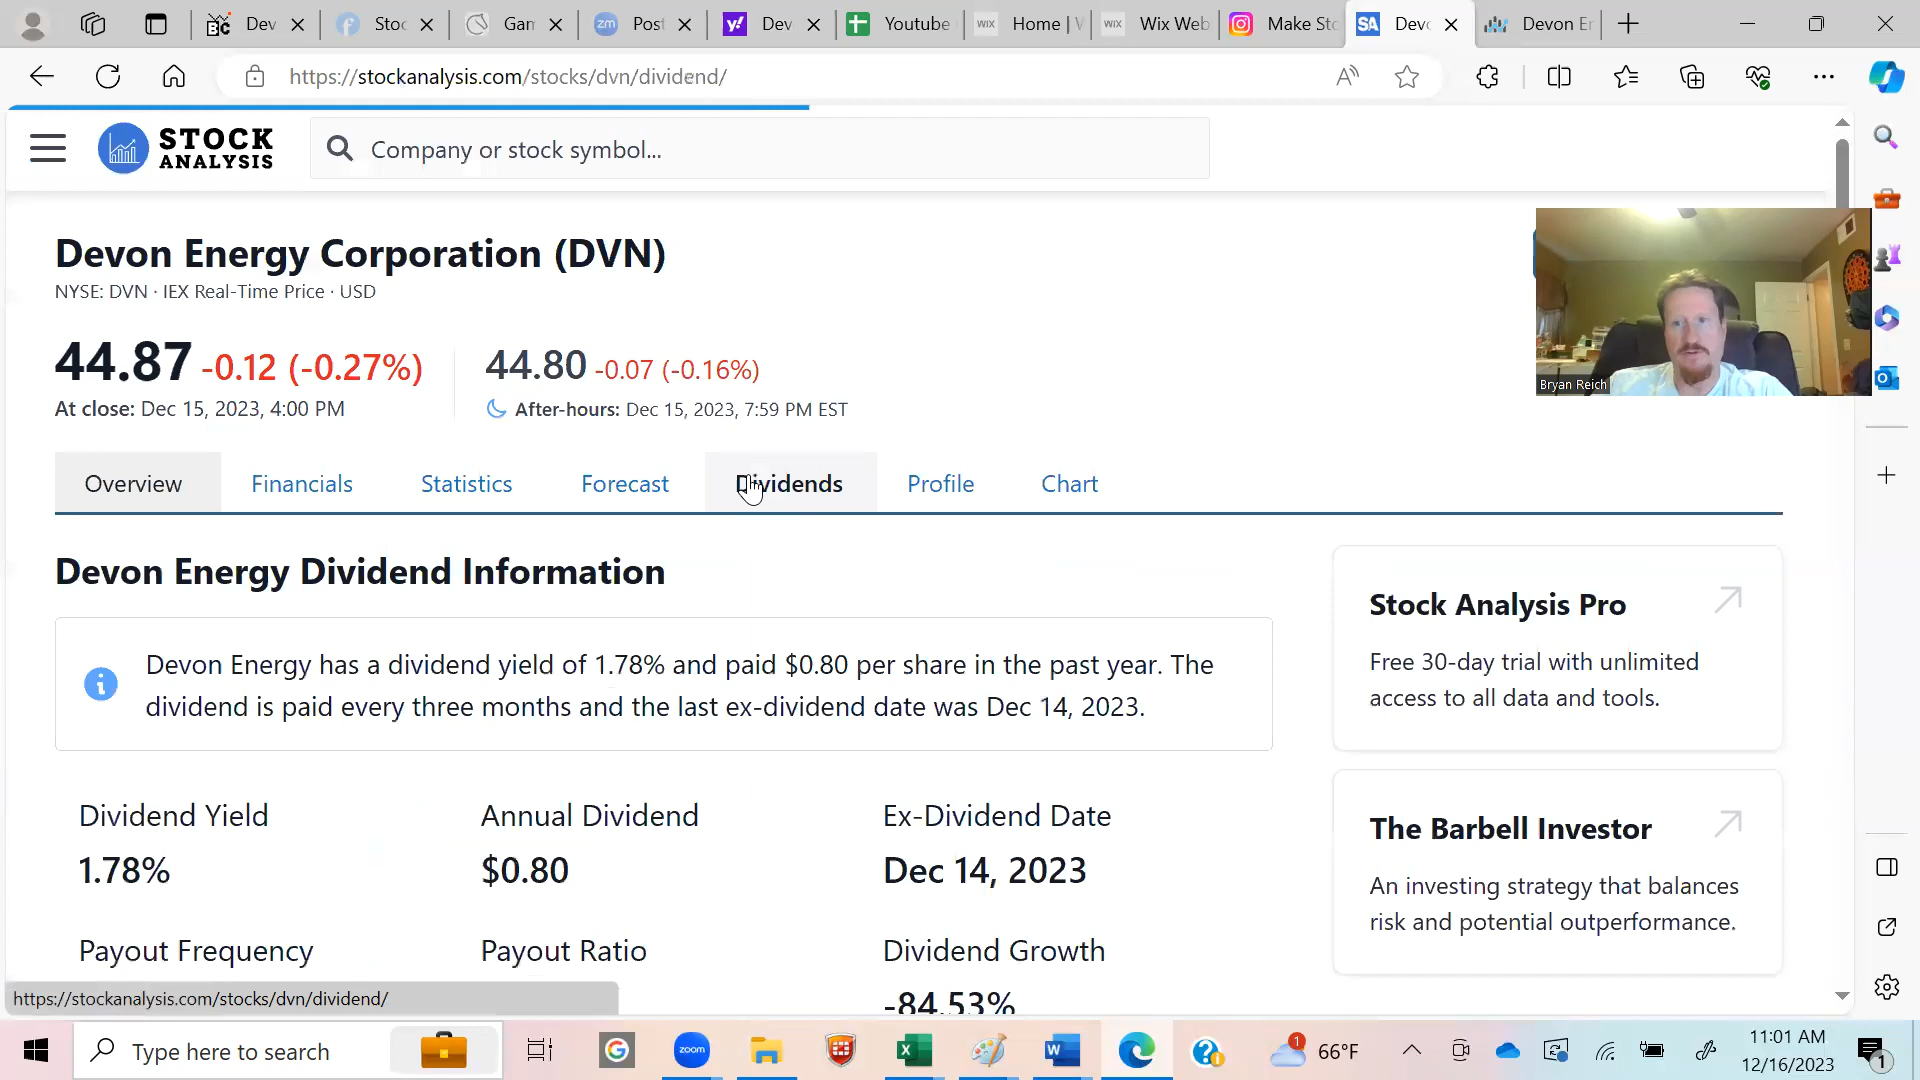 Dev
Stoc
Gam
Post
Dev
Youtube
WIX Home | W
WIX Wix Web
Make Sto
SA Devo
Devon En
https://stockanalysis.com/stocks/dvn/dividend/
STOCK
ANALYSIS
Company or stock symbol...
Devon Energy Corporation (DVN)
NYSE: DVN · IEX Real-Time Price · USD
44.87 -0.12 (-0.27%)
At close: Dec 15, 2023, 4:00 PM
44.80 -0.07 (-0.16%)
After-hours: Dec 15, 2023, 7:59 PM EST
Bryan Reich
Overview
Financials
Statistics
Forecast
Dividends
Profile
Chart
Devon Energy Dividend Information
Devon Energy has a dividend yield of 1.78% and paid $0.80 per share in the past year. The
dividend is paid every three months and the last ex-dividend date was Dec 14, 2023.
Stock Analysis Pro
Free 30-day trial with unlimited
access to all data and tools.
Dividend Yield
1.78%
Annual Dividend
$0.80
Ex-Dividend Date
Dec 14, 2023
The Barbell Investor
An investing strategy that balances
risk and potential outperformance.
Payout Frequency
Payout Ratio
Dividend Growth
-84.53%
https://stockanalysis.com/stocks/dvn/dividend/
Type here to search
zoom
1
66°F
11:01 AM
12/16/2023
1